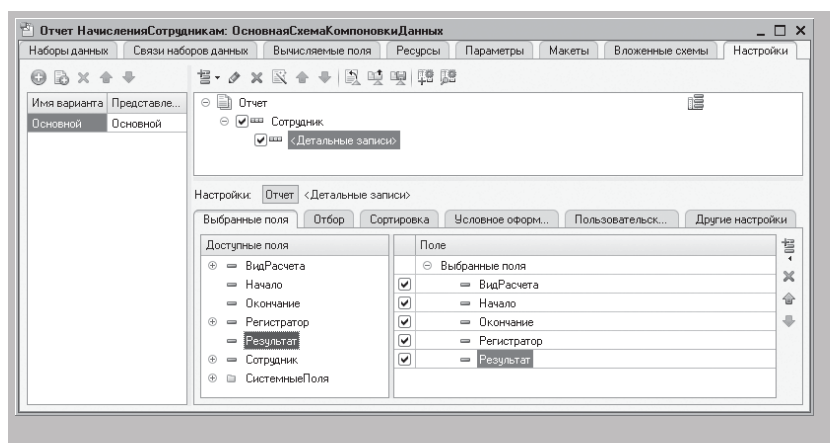 Отчет НачисленияСотрудникам: ОсновнаяСхемаКомпоновкиДанных
Наборы данных Связи наборов данных Вычисляемые поля Ресурсы Параметры Макеты Вложенные схемы Настройки
Имя варианта Представле...
Основной Основной
Отчет
Сотрудник
<Детальные записи>
Настройки: Отчет <Детальные записи>
Выбранные поля Отбор Сортировка Условное оформ... Пользовательск... Другие настройки
Доступные поля Поле
Выбранные поля
ВидРасчета ВидРасчета
Начало Начало
Окончание Окончание
Регистратор Регистратор
Результат Результат
Сотрудник
СистемныеПоля